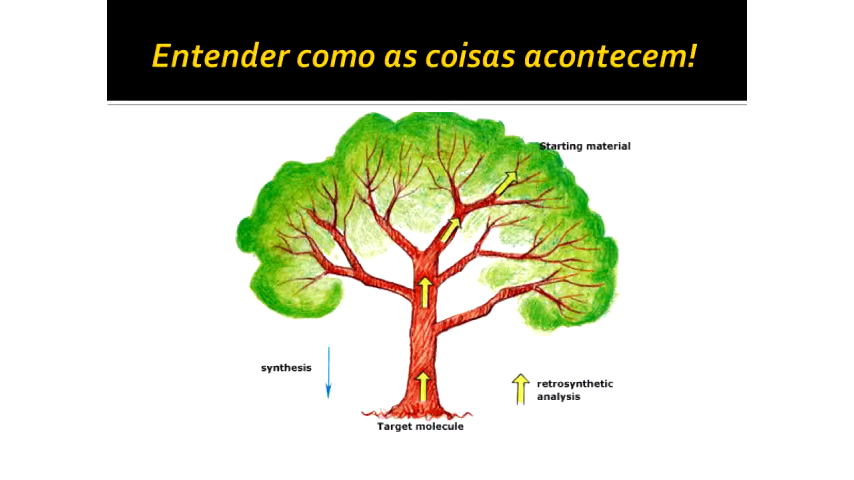 Entender como as coisas acontecem!
Starting material
synthesis
retrosynthetic
analysis
Target molecule